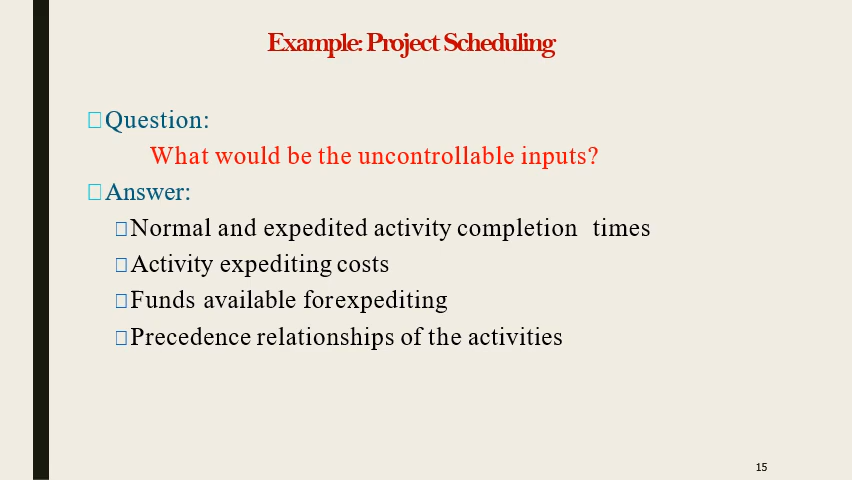 Example: Project Scheduling
Question:
What would be the uncontrollable inputs?
Answer:
Normal and expedited activity completion times
Activity expediting costs
Funds available forexpediting
Precedence relationships of the activities
15